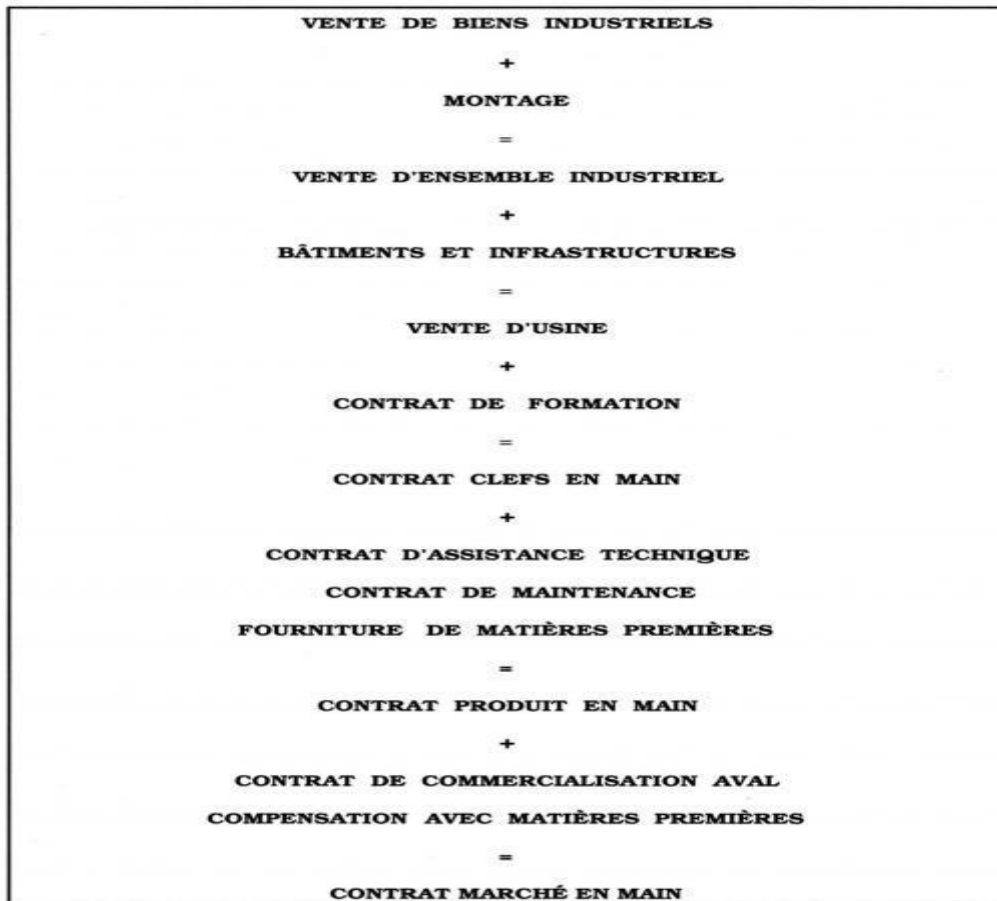 VENTE DE BIENS INDUSTRIELS
+
MONTAGE
=
VENTE D'ENSEMBLE INDUSTRIEL
+
BÂTIMENTS ET INFRASTRUCTURES
=
VENTE D'USINE
+
CONTRAT DE FORMATION
=
CONTRAT CLEFS EN MAIN
+
CONTRAT D'ASSISTANCE TECHNIQUE
CONTRAT DE MAINTENANCE
FOURNITURE DE MATIÈRES PREMIÈRES
=
CONTRAT PRODUIT EN MAIN
+
CONTRAT DE COMMERCIALISATION AVAL
COMPENSATION AVEC MATIÈRES PREMIÈRES
=
CONTRAT MARCHÉ EN MAIN